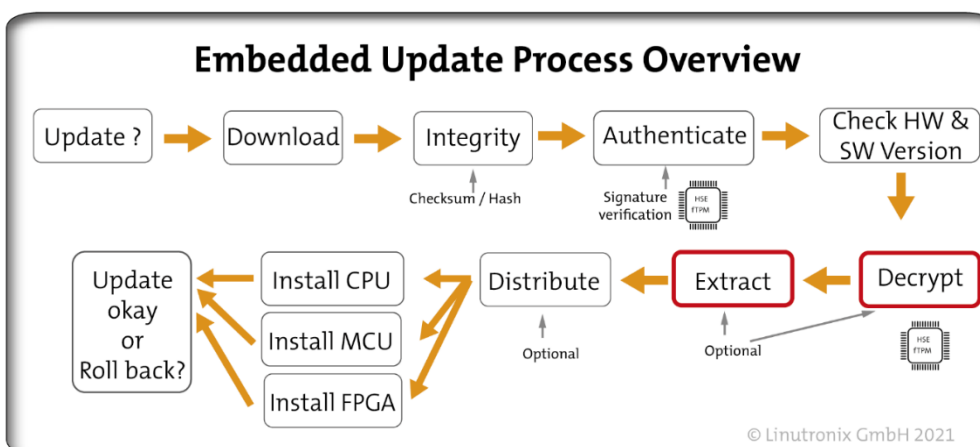 Embedded Update Process Overview
Update ?
Download
Integrity
Authenticate
Check HW &
SW Version
Checksum / Hash
Signature
verification
HSE
fTPM
Update
okay
or
Roll back?
Install CPU
Install MCU
Install FPGA
Distribute
Extract
Decrypt
Optional
Optional
HSE
fTPM
© Linutronix GmbH 2021